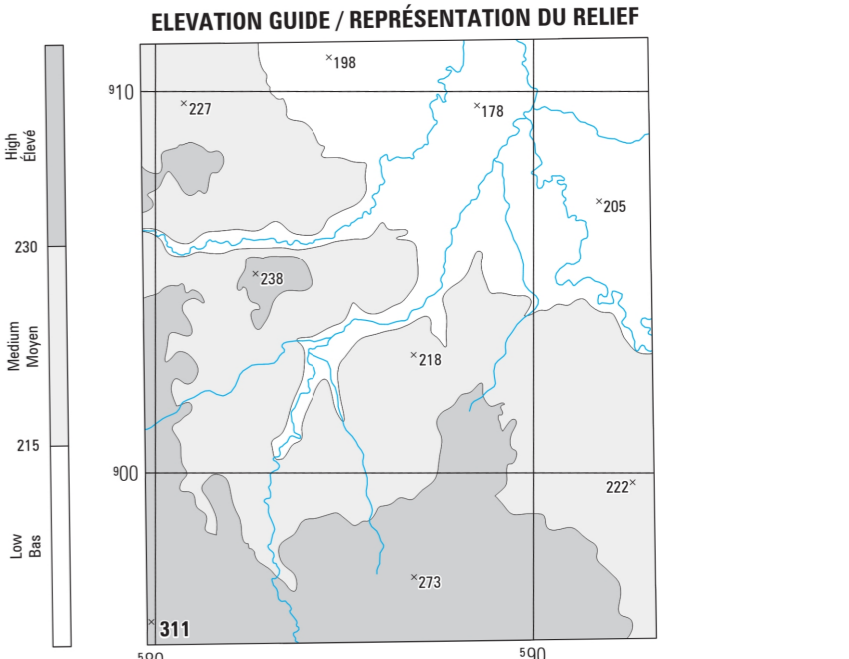 ELEVATION GUIDE / REPRÉSENTATION DU RELIEF
198
910
227
178
High
Élevé
205
230
238
Medium
Moyen
218
215
900
222
Low
Bas
273
311
590